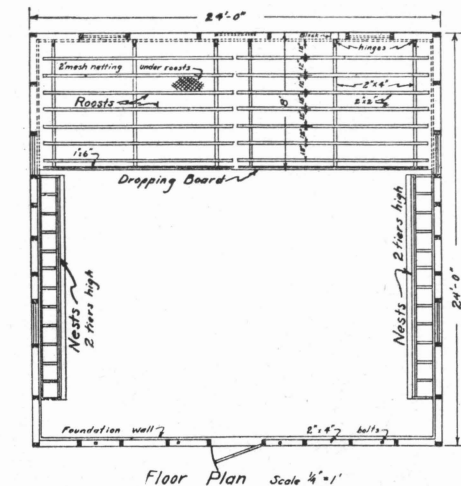 24'-0"
hinges
2" mesh netting
under roosts
2"x4"
Roosts
8'
2"x2"
1"x6"
Dropping Board
Nests
2 tiers high
Nests 2 tiers high
24'-0"
Foundation wall
2"x4"
bolts
Floor Plan Scale ¼"=1'